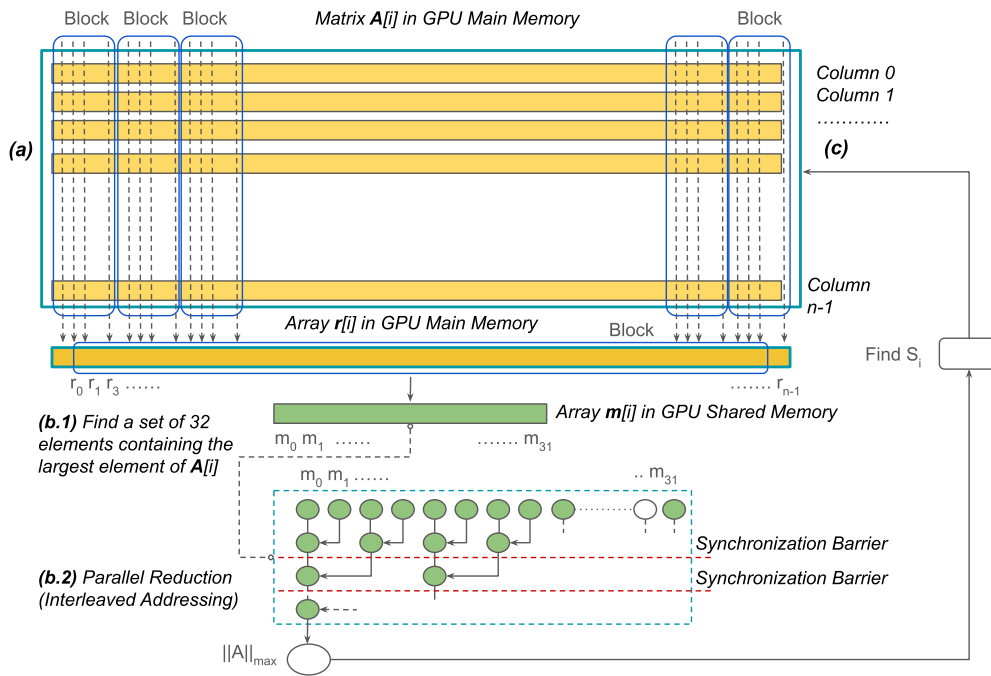 Block Block Block Matrix A[i] in GPU Main Memory Block
Column 0
Column 1
............
(a)
(c)
Column
n-1
Array r[i] in GPU Main Memory
Block
Find Si
r0 r1 r3 ......
....... rn-1
(b.1) Find a set of 32
elements containing the
largest element of A[i]
Array m[i] in GPU Shared Memory
m0 m1 ......
....... m31
m0 m1 ......
.. m31
Synchronization Barrier
Synchronization Barrier
(b.2) Parallel Reduction
(Interleaved Addressing)
||A||max